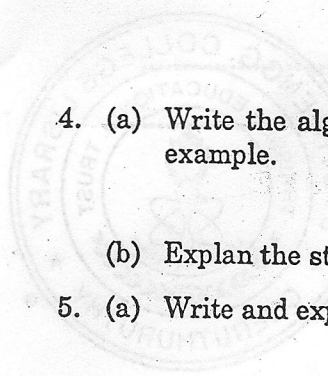 4. (a) Write the alg
example.
(b) Explan the st
5. (a) Write and exp